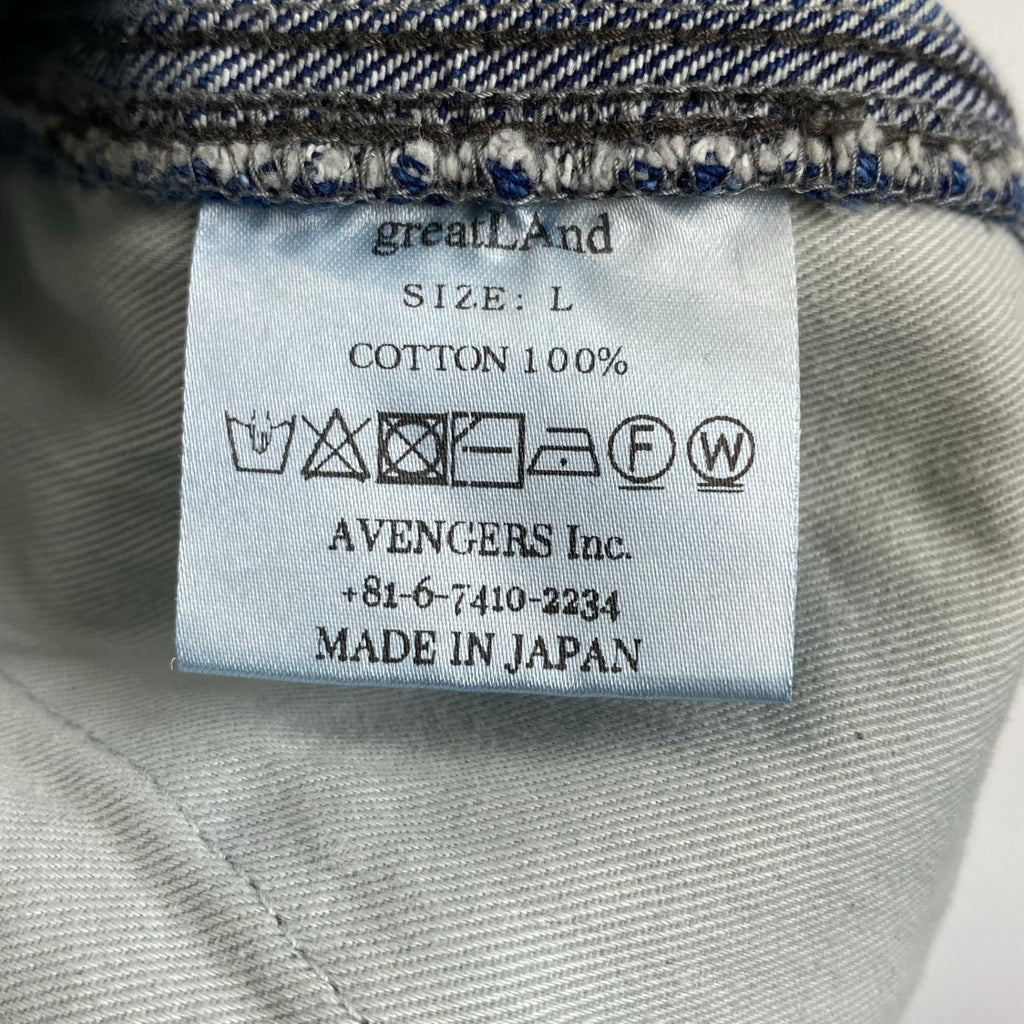 greatLAnd
SIZE: L
COTTON 100%
F W
AVENGERS Inc.
+81-6-7410-2234
MADE IN JAPAN